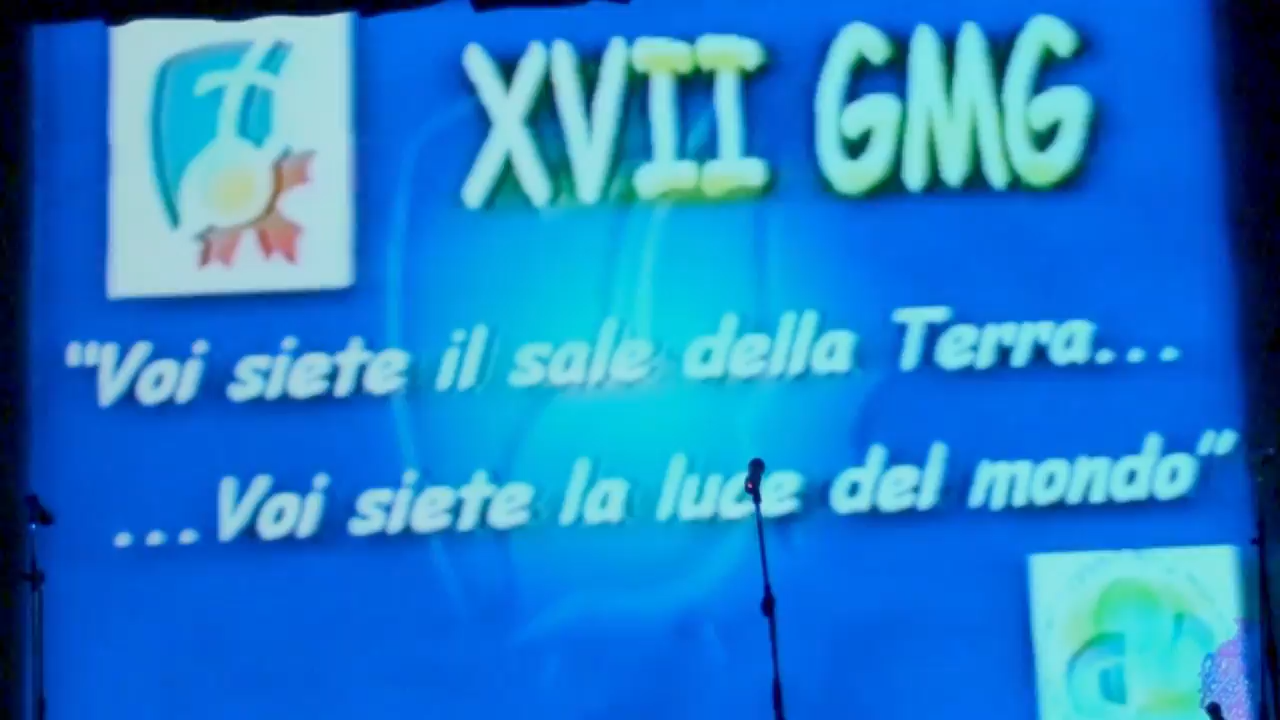 XVII GMG
“Voi siete il sale della Terra...
...Voi siete la luce del mondo”